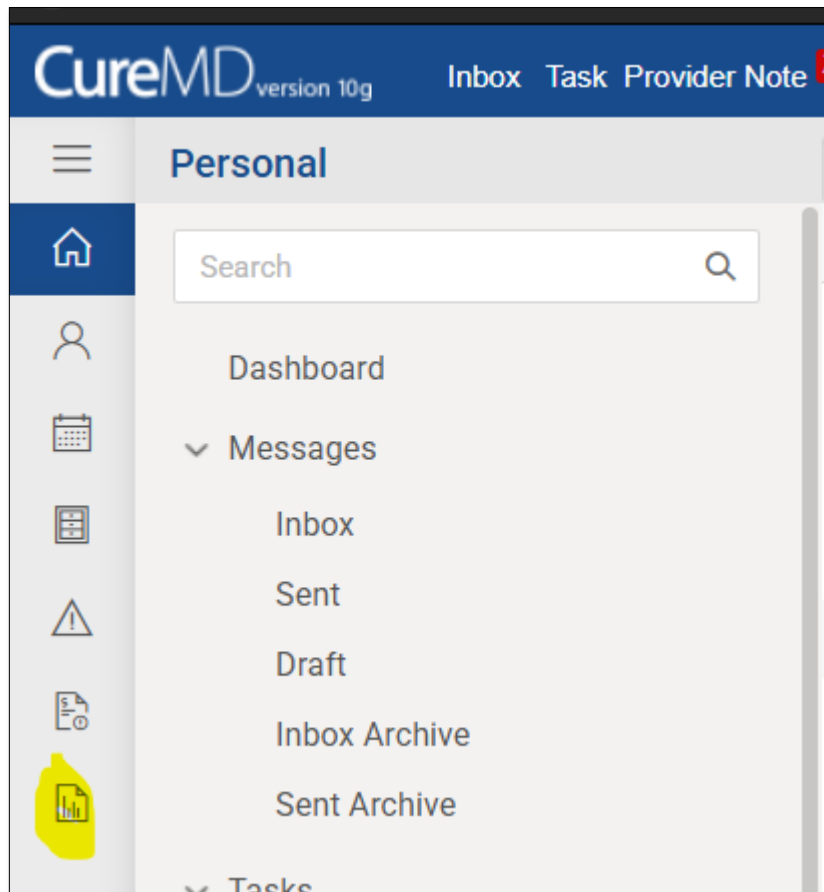 CureMD version 10g
Inbox Task Provider Note
Personal
Search
Dashboard
Messages
Inbox
Sent
Draft
Inbox Archive
Sent Archive
Tasks